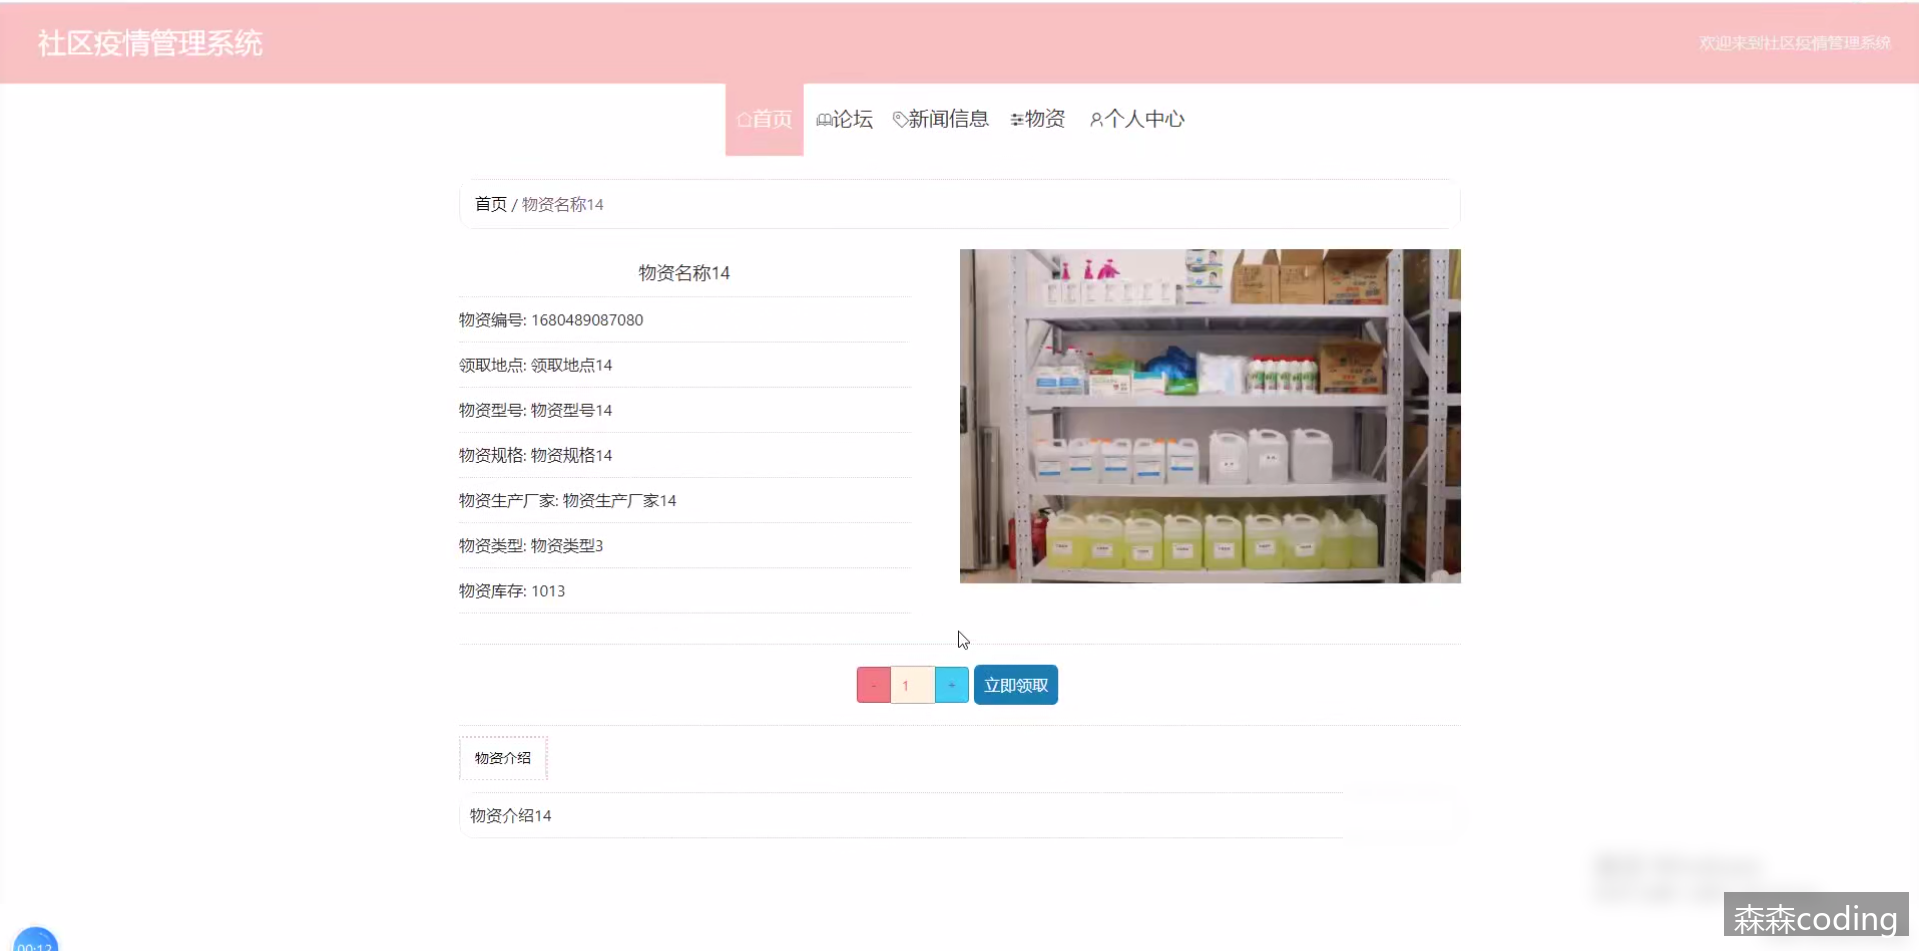 社区疫情管理系统
欢迎来到社区疫情管理系统
首页 论坛 新闻信息 物资 个人中心
首页 / 物资名称14
物资名称14
物资编号: 1680489087080
领取地点: 领取地点14
物资型号: 物资型号14
物资规格: 物资规格14
物资生产厂家: 物资生产厂家14
物资类型: 物资类型3
物资库存: 1013
- 1 + 立即领取
物资介绍
物资介绍14
森森coding
00:12